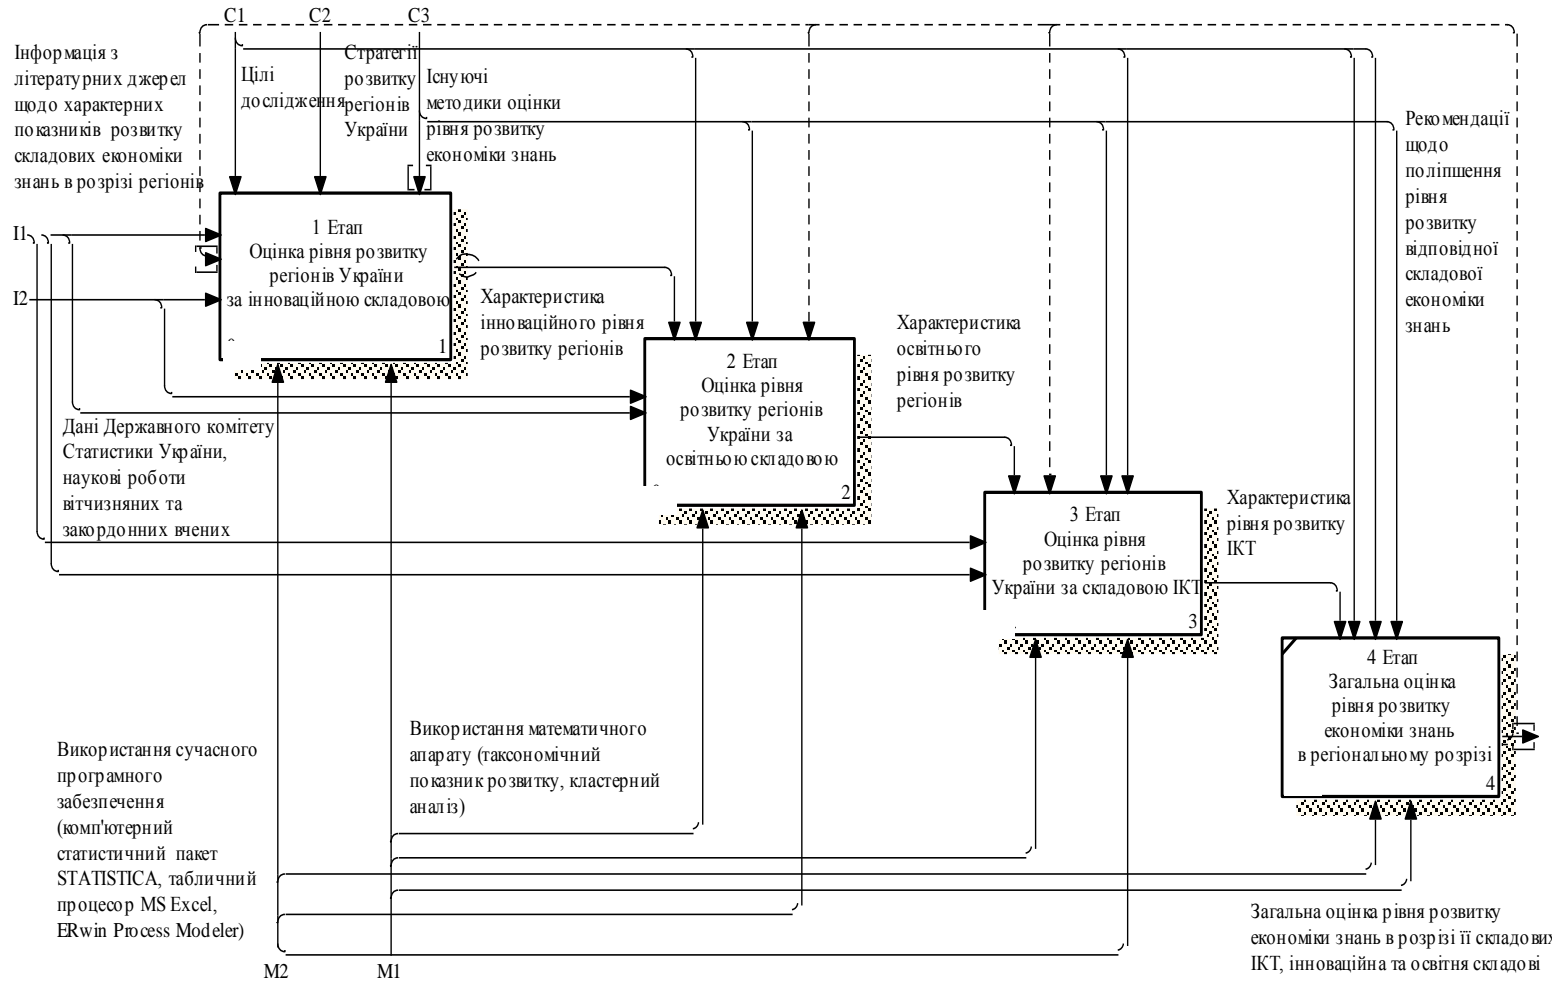 C1
C2
C3
Інформація з
літературних джерел
щодо характерних
показників розвитку
складових економіки
знань в розрізі регіонів
Цілі
дослідження
Стратегії
розвитку
регіонів
України
Існуючі
методики оцінки
рівня розвитку
економіки знань
Рекомендації
щодо
поліпшення
рівня
розвитку
відповідної
складової
економіки
знань
I1
I2
1 Етап
Оцінка рівня розвитку
регіонів України
за інноваційною складовою
1
Характеристика
інноваційного рівня
розвитку регіонів
2 Етап
Оцінка рівня
розвитку регіонів
України за
освітньою складовою
2
Характеристика
освітнього
рівня розвитку
регіонів
Дані Державного комітету
Статистики України,
наукові роботи
вітчизняних та
закордонних вчених
3 Етап
Оцінка рівня
розвитку регіонів
України за складовою ІКТ
3
Характеристика
рівня розвитку
ІКТ
4 Етап
Загальна оцінка
рівня розвитку
економіки знань
в регіональному розрізі
4
Використання сучасного
програмного
забезпечення
(комп'ютерний
статистичний пакет
STATISTICA, табличний
процесор MS Excel,
ERwin Process Modeler)
Використання математичного
апарату (таксономічний
показник розвитку, кластерний
аналіз)
Загальна оцінка рівня розвитку
економіки знань в розрізі її складових
ІКТ, інноваційна та освітня складові
M2
M1